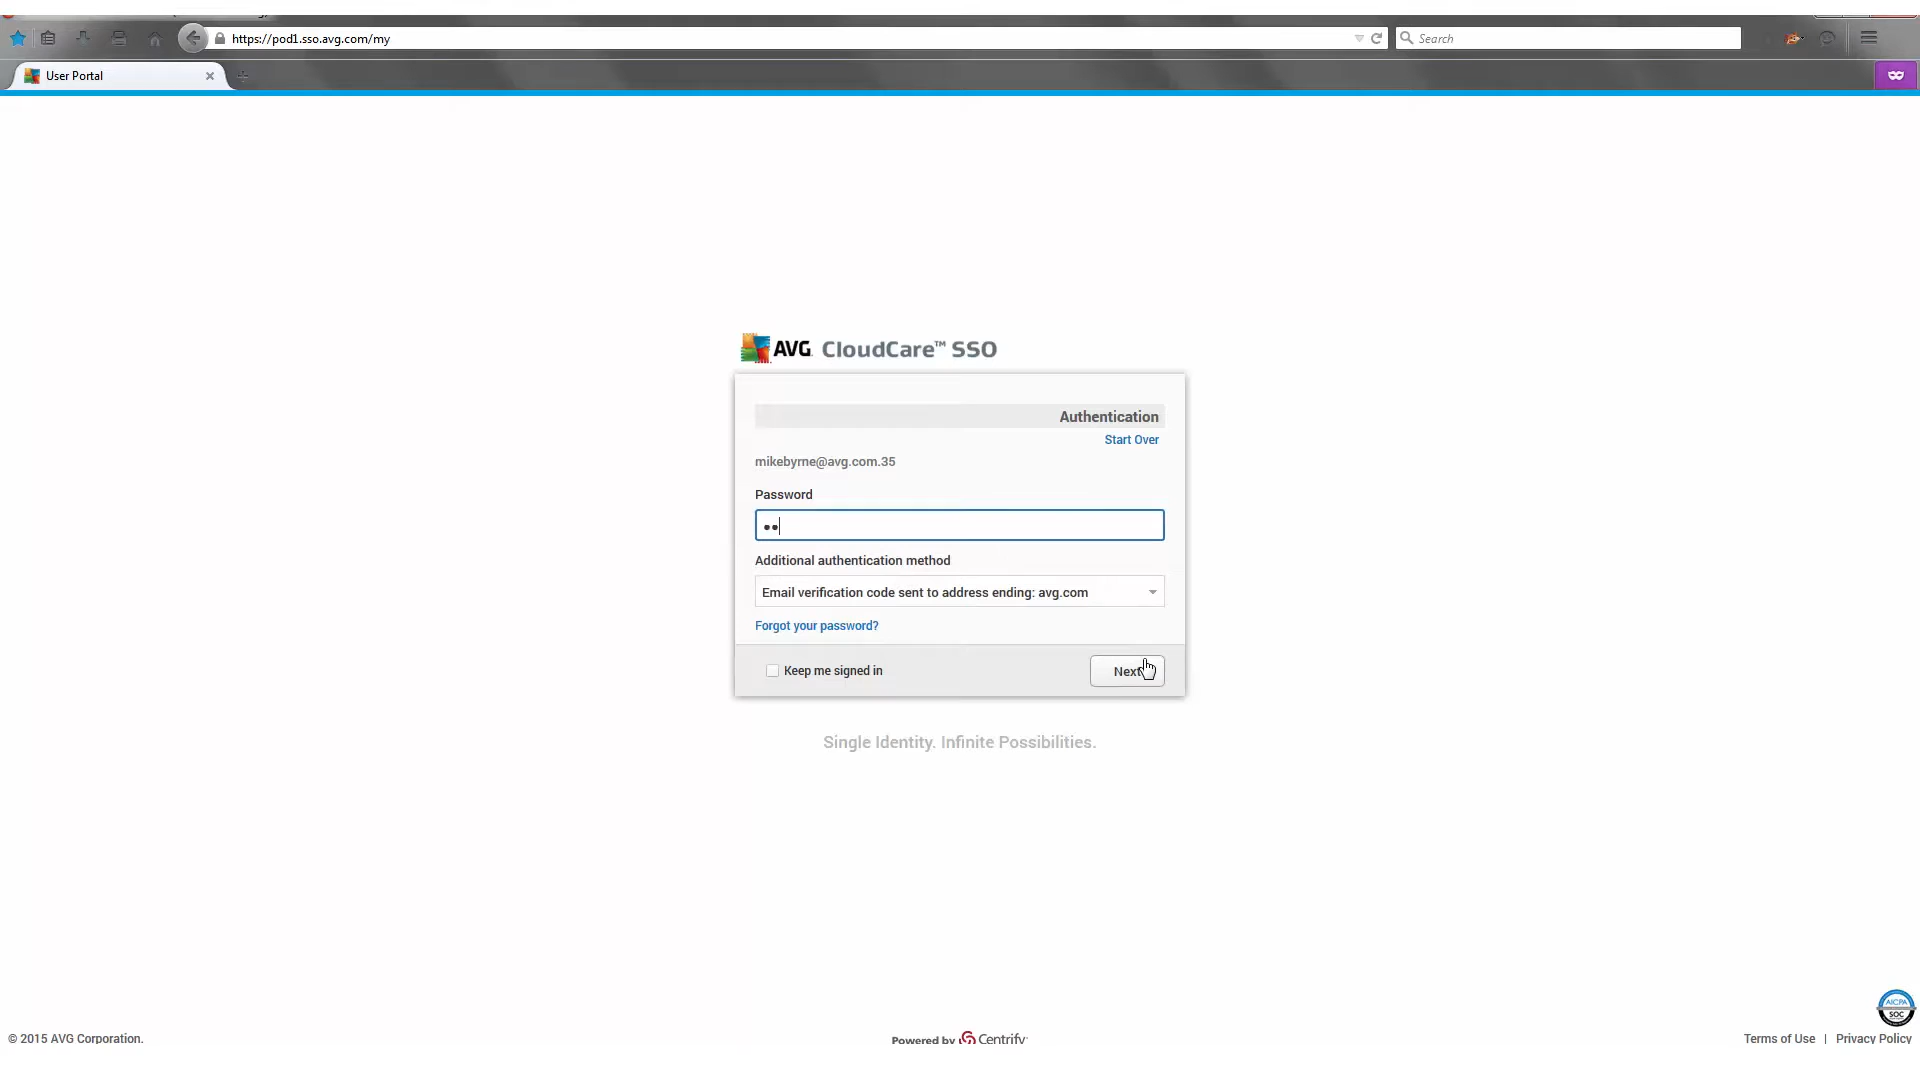 https://pod1.sso.avg.com/my
Search
User Portal
AVG. CloudCare™ SSO
Authentication
Start Over
mikebyrne@avg.com.35
Password
Additional authentication method
Email verification code sent to address ending: avg.com
Forgot your password?
Keep me signed in
Next
Single Identity. Infinite Possibilities.
AICPA
SOC
© 2015 AVG Corporation.
Powered by Centrify
Terms of Use | Privacy Policy